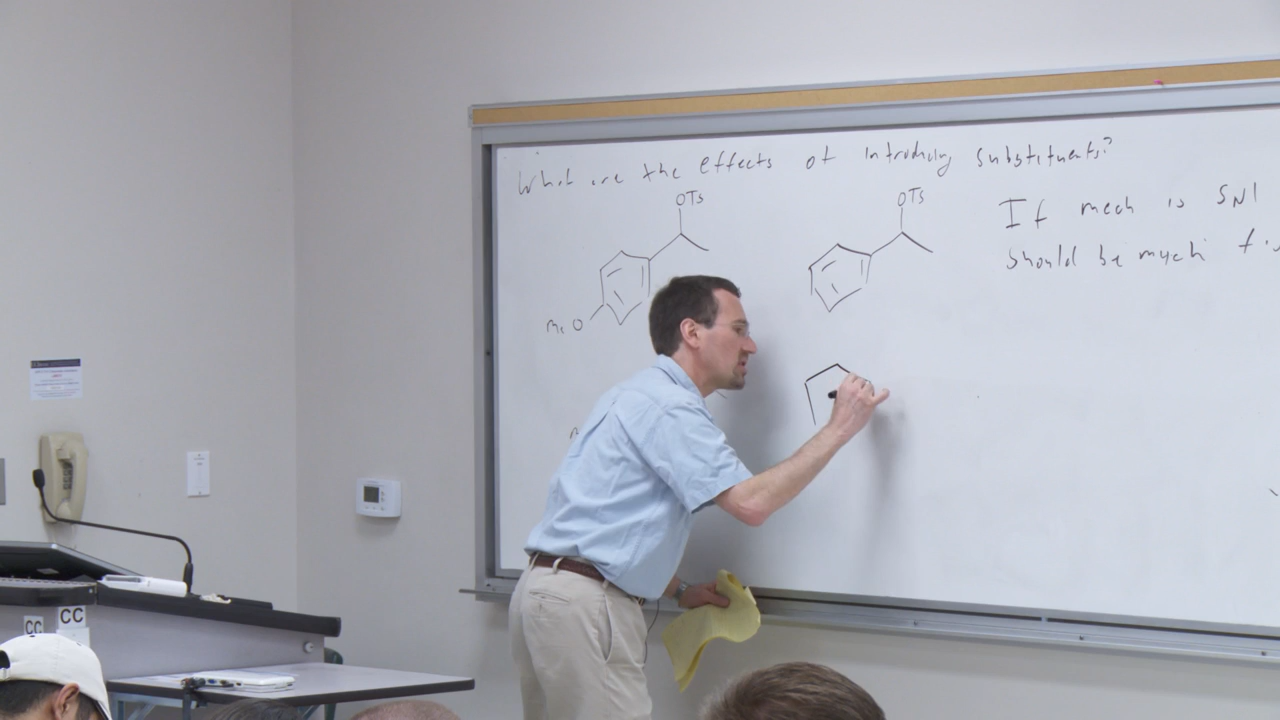 What are the effects of introducing substituents?
OTs
OTs
If mech is SN1
should be much
MeO
CC
CC